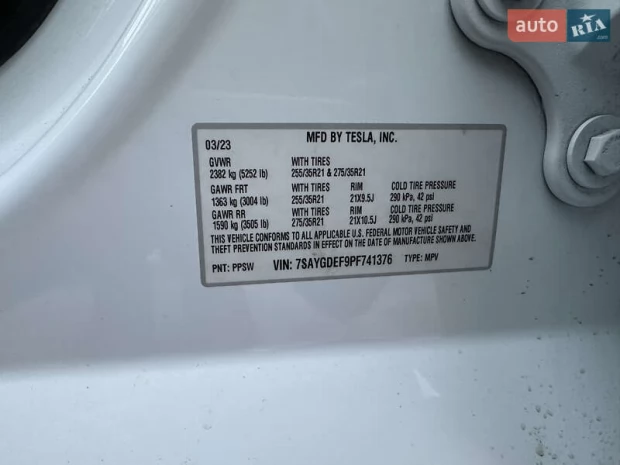 auto RIA.com
03/23 MFD BY TESLA, INC.
GVWR WITH TIRES
2382 kg (5252 lb) 255/35R21 & 275/35R21
GAWR FRT WITH TIRES RIM COLD TIRE PRESSURE
1363 kg (3004 lb) 255/35R21 21X9.5J 290 kPa, 42 psi
GAWR RR WITH TIRES RIM COLD TIRE PRESSURE
1590 kg (3505 lb) 275/35R21 21X10.5J 290 kPa, 42 psi
THIS VEHICLE CONFORMS TO ALL APPLICABLE U.S. FEDERAL MOTOR VEHICLE SAFETY AND
THEFT PREVENTION STANDARDS IN EFFECT ON THE DATE OF MANUFACTURE SHOWN ABOVE.
PNT: PPSW VIN: 7SAYGDEF9PF741376 TYPE: MPV